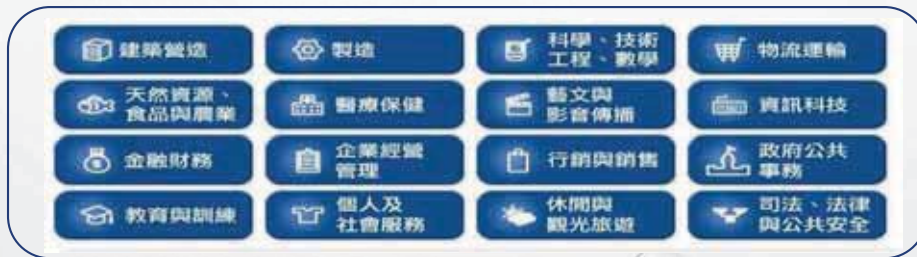 建築營造
製造
科學、技術
工程、數學
物流運輸
天然資源、
食品與農業
醫療保健
藝文與
影音傳播
資訊科技
金融財務
企業經營
管理
行銷與銷售
政府公共
事務
教育與訓練
個人及
社會服務
休閒與
觀光旅遊
司法、法律
與公共安全